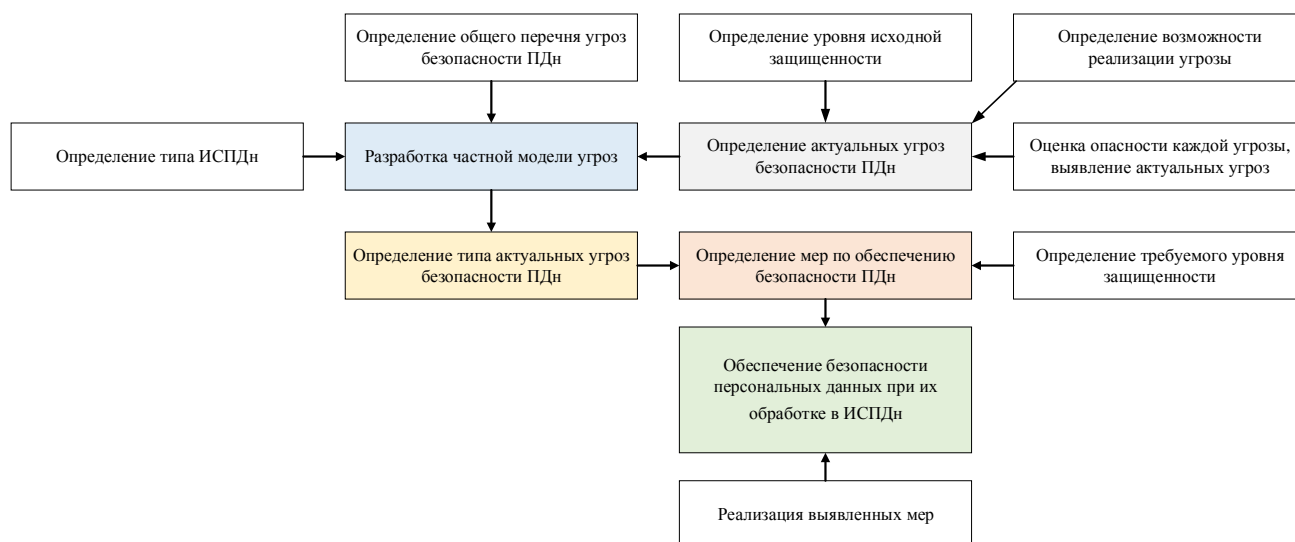 Определение общего перечня угроз
безопасности ПДн
Определение уровня исходной
защищенности
Определение возможности
реализации угрозы
Определение типа ИСПДн
Разработка частной модели угроз
Определение актуальных угроз
безопасности ПДн
Оценка опасности каждой угрозы,
выявление актуальных угроз
Определение типа актуальных угроз
безопасности ПДн
Определение мер по обеспечению
безопасности ПДн
Определение требуемого уровня
защищенности
Обеспечение безопасности
персональных данных при их
обработке в ИСПДн
Реализация выявленных мер